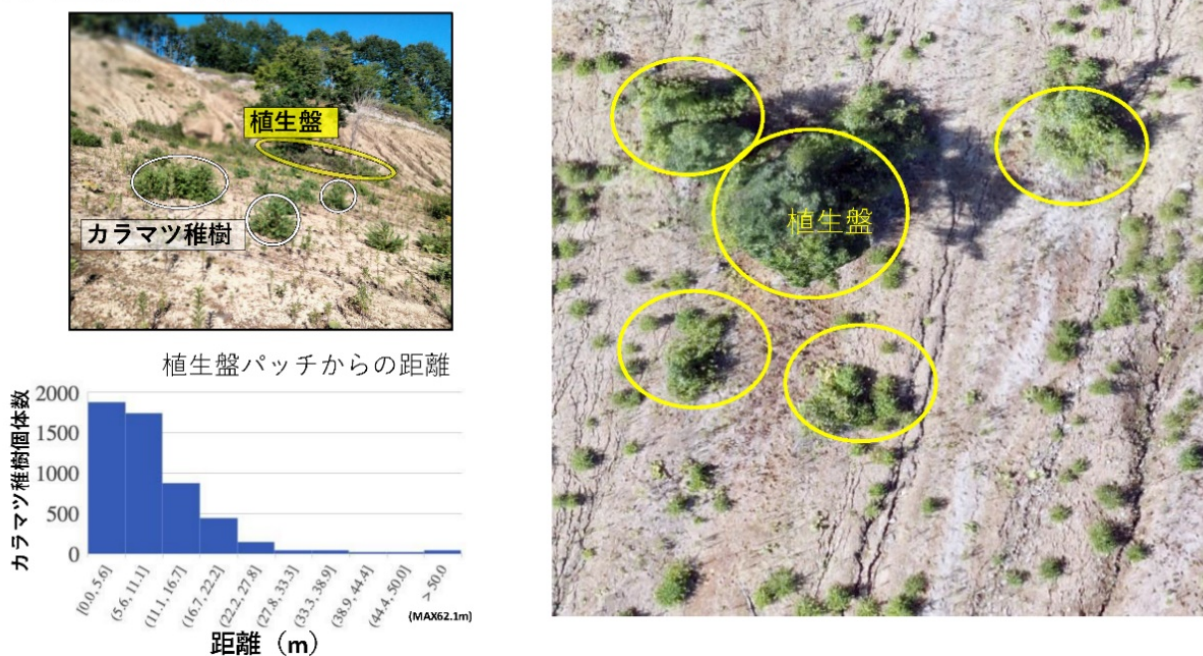 植生盤
カラマツ稚樹
植生盤
植生盤パッチからの距離
カラマツ稚樹個体数
2000
1500
1000
500
0
[0.0, 5.6]
(5.6, 11.1]
(11.1, 16.7]
(16.7, 22.2]
(22.2, 27.8]
(27.8, 33.3]
(33.3, 38.9]
(38.9, 44.4]
(44.4, 50.0]
> 50.0
(MAX62.1m)
距離（m）